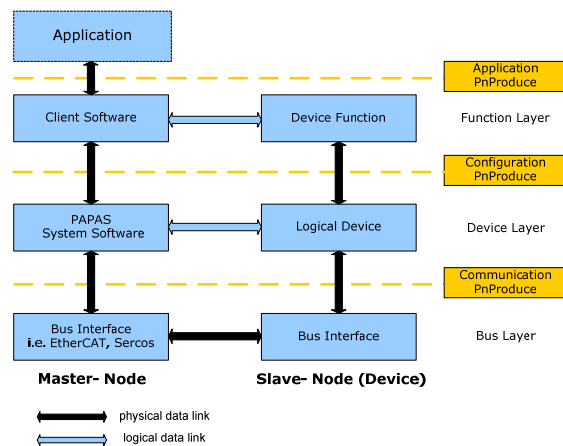 Application
Application
PnProduce
Client Software
Device Function
Function Layer
Configuration
PnProduce
PAPAS
System Software
Logical Device
Device Layer
Communication
PnProduce
Bus Interface
i.e. EtherCAT, Sercos
Bus Interface
Bus Layer
Master- Node
Slave- Node (Device)
physical data link
logical data link